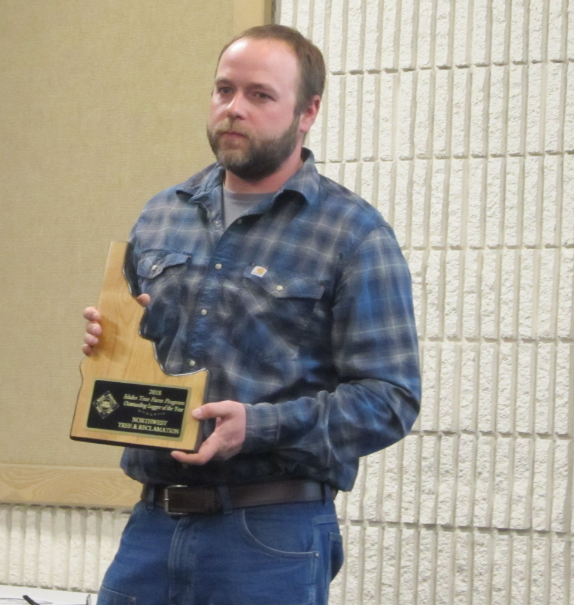 2018
Idaho Tree Farm Program
Outstanding Logger of the Year
NORTHWEST
TREE & RECLAMATION